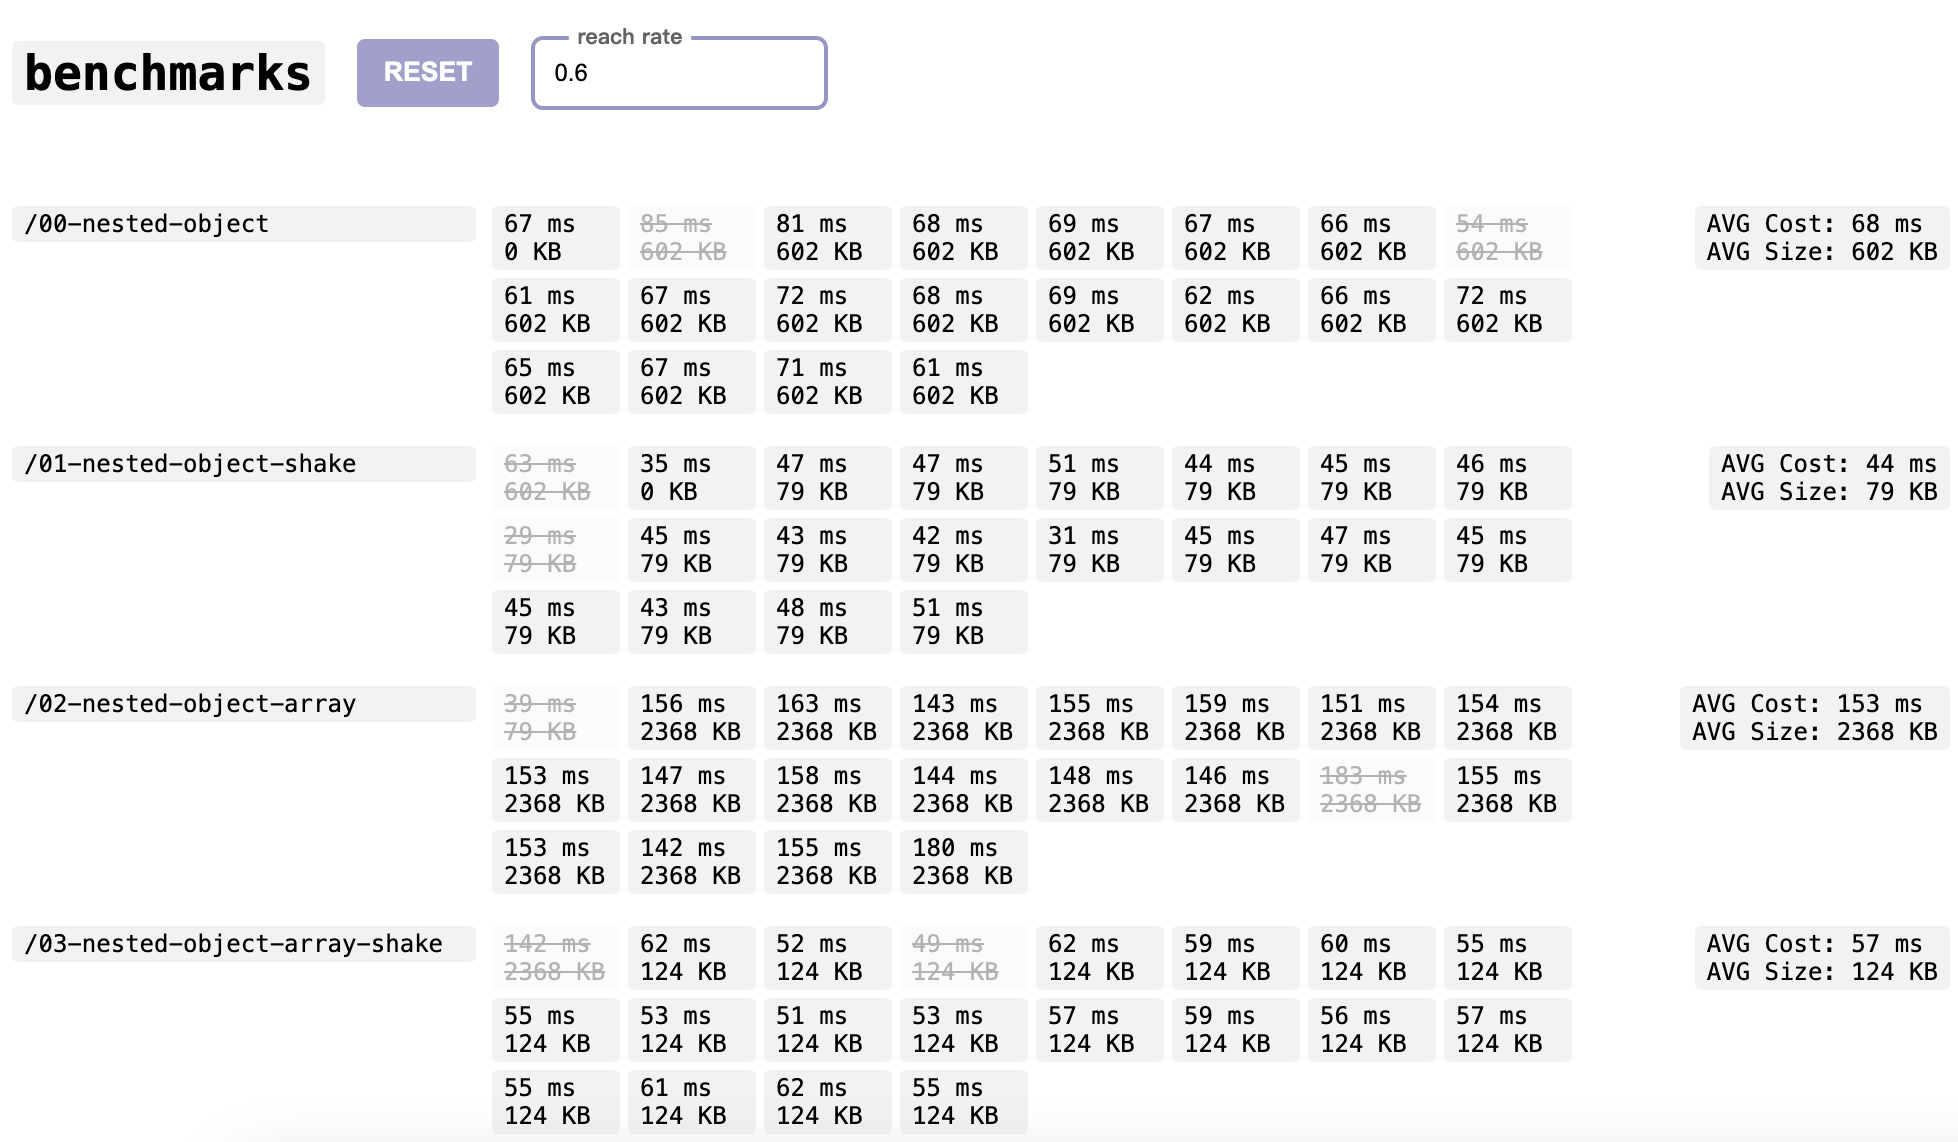 benchmarks
RESET
reach rate
0.6
/00-nested-object
67 ms 85 ms 81 ms 68 ms 69 ms 67 ms 66 ms 54 ms AVG Cost: 68 ms
0 KB 602 KB 602 KB 602 KB 602 KB 602 KB 602 KB 602 KB AVG Size: 602 KB
61 ms 67 ms 72 ms 68 ms 69 ms 62 ms 66 ms 72 ms
602 KB 602 KB 602 KB 602 KB 602 KB 602 KB 602 KB 602 KB
65 ms 67 ms 71 ms 61 ms
602 KB 602 KB 602 KB 602 KB
/01-nested-object-shake
63 ms 35 ms 47 ms 47 ms 51 ms 44 ms 45 ms 46 ms AVG Cost: 44 ms
602 KB 0 KB 79 KB 79 KB 79 KB 79 KB 79 KB 79 KB AVG Size: 79 KB
29 ms 45 ms 43 ms 42 ms 31 ms 45 ms 47 ms 45 ms
79 KB 79 KB 79 KB 79 KB 79 KB 79 KB 79 KB 79 KB
45 ms 43 ms 48 ms 51 ms
79 KB 79 KB 79 KB 79 KB
/02-nested-object-array
39 ms 156 ms 163 ms 143 ms 155 ms 159 ms 151 ms 154 ms AVG Cost: 153 ms
79 KB 2368 KB 2368 KB 2368 KB 2368 KB 2368 KB 2368 KB 2368 KB AVG Size: 2368 KB
153 ms 147 ms 158 ms 144 ms 148 ms 146 ms 183 ms 155 ms
2368 KB 2368 KB 2368 KB 2368 KB 2368 KB 2368 KB 2368 KB 2368 KB
153 ms 142 ms 155 ms 180 ms
2368 KB 2368 KB 2368 KB 2368 KB
/03-nested-object-array-shake
142 ms 62 ms 52 ms 49 ms 62 ms 59 ms 60 ms 55 ms AVG Cost: 57 ms
2368 KB 124 KB 124 KB 124 KB 124 KB 124 KB 124 KB 124 KB AVG Size: 124 KB
55 ms 53 ms 51 ms 53 ms 57 ms 59 ms 56 ms 57 ms
124 KB 124 KB 124 KB 124 KB 124 KB 124 KB 124 KB 124 KB
55 ms 61 ms 62 ms 55 ms
124 KB 124 KB 124 KB 124 KB